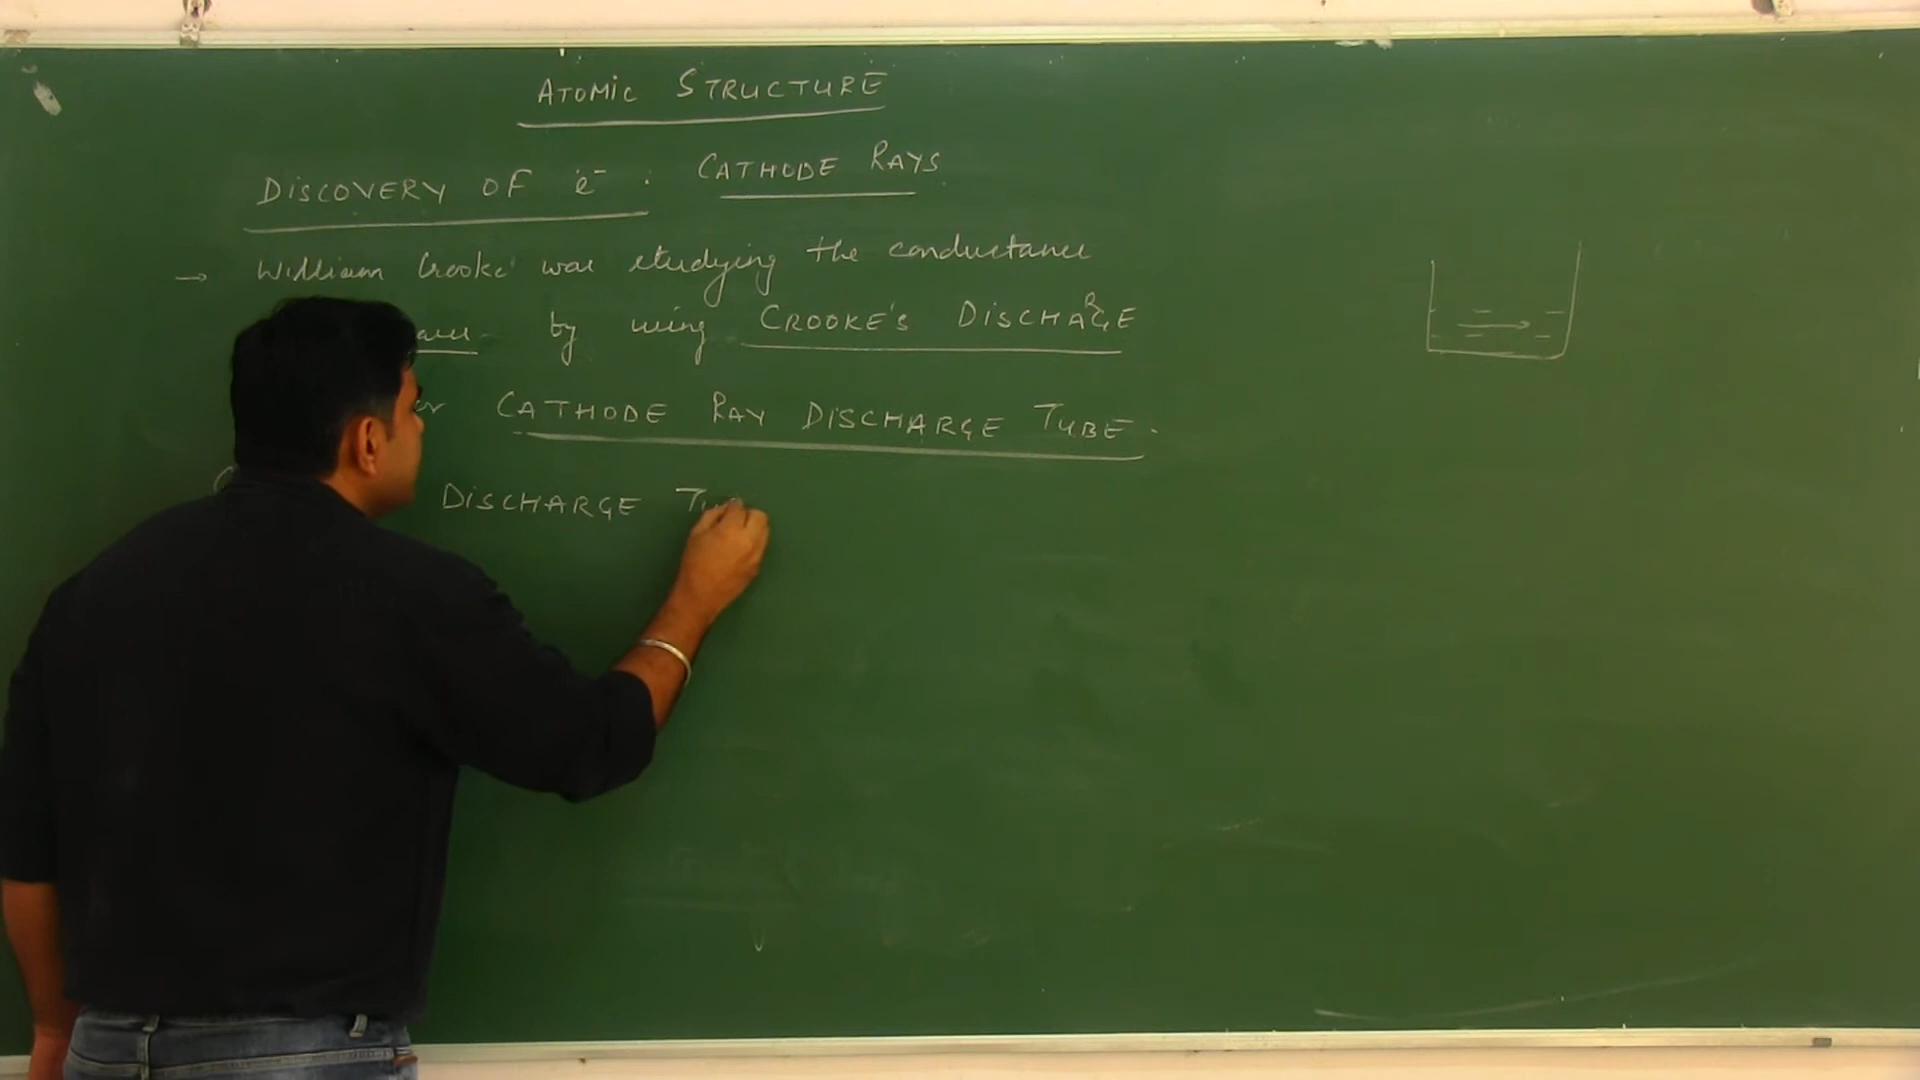 ATOMIC STRUCTURE
DISCOVERY OF e⁻ : CATHODE RAYS
→ William Crooke was studying the conductance
by using CROOKE'S DISCHARGE
or CATHODE RAY DISCHARGE TUBE.
DISCHARGE